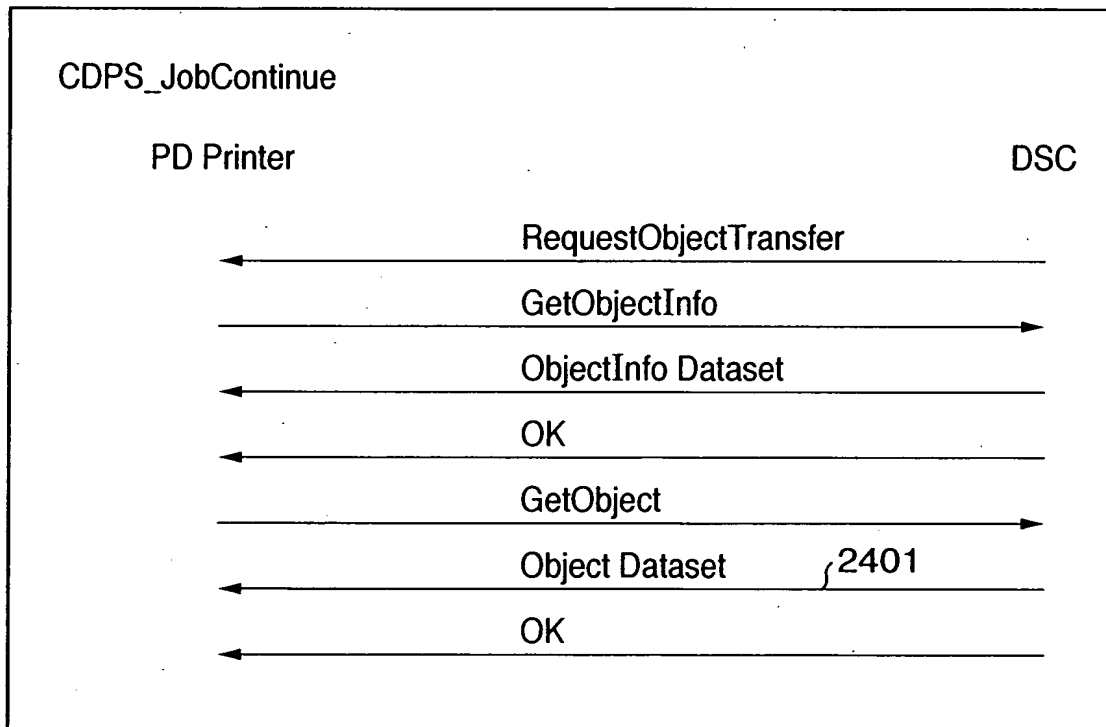 CDPS_JobContinue
PD Printer DSC
RequestObjectTransfer
GetObjectInfo
ObjectInfo Dataset
OK
GetObject
Object Dataset 2401
OK